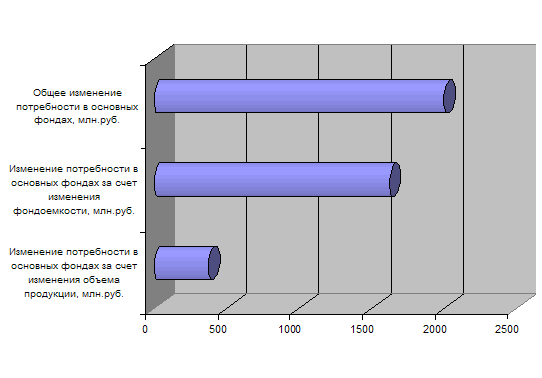 Общее изменение
потребности в основных
фондах, млн.руб.
Изменение потребности в
основных фондах за счет
изменения
фондоемкости, млн.руб.
Изменение потребности в
основных фондах за счет
изменения объема
продукции, млн.руб.
0 500 1000 1500 2000 2500